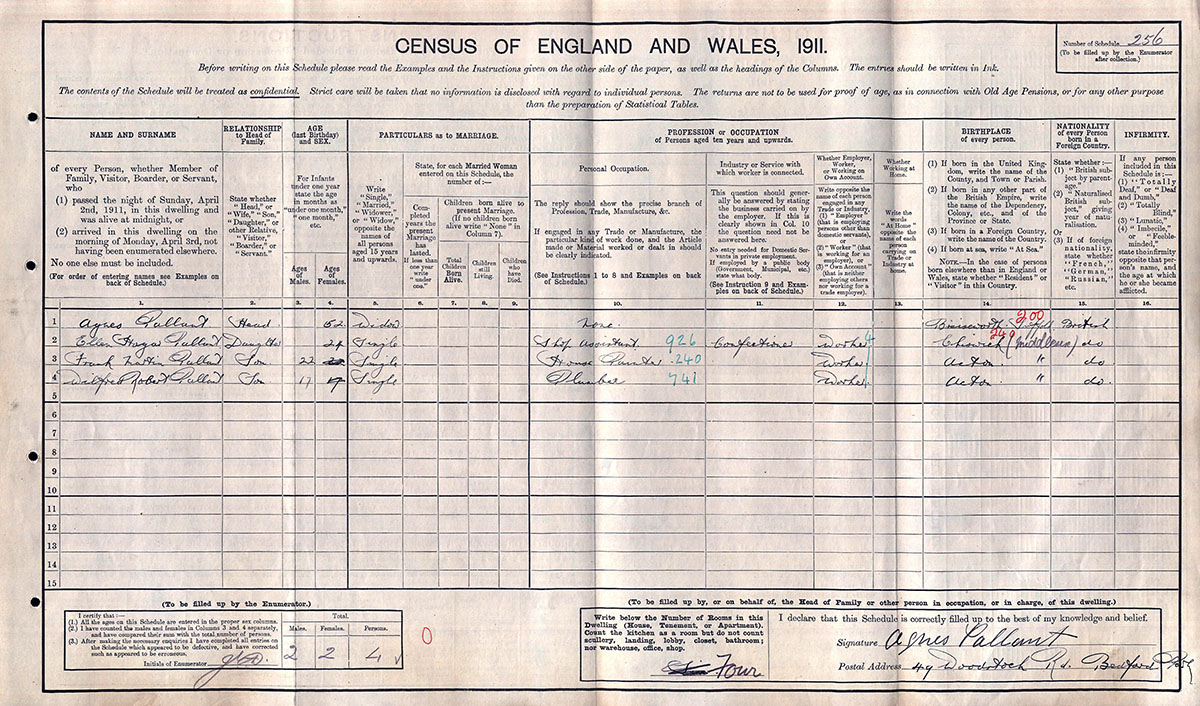 CENSUS OF ENGLAND AND WALES, 1911.
Number of Schedule 256
(To be filled up by the Enumerator
after collection.)
Before writing on this Schedule please read the Examples and the Instructions given on the other side of the paper, as well as the headings of the Columns. The entries should be written in Ink.
The contents of the Schedule will be treated as confidential. Strict care will be taken that no information is disclosed with regard to individual persons. The returns are not to be used for proof of age, as in connection with Old Age Pensions, or for any other purpose
than the preparation of Statistical Tables.
NAME AND SURNAME
of every Person, whether Member of
Family, Visitor, Boarder, or Servant,
who
(1) passed the night of Sunday, April
2nd, 1911, in this dwelling and
was alive at midnight, or
(2) arrived in this dwelling on the
morning of Monday, April 3rd, not
having been enumerated elsewhere.
No one else must be included.
(For order of entering names see Examples on
back of Schedule.)
RELATIONSHIP
to Head of
Family.
State whether
"Head," or
"Wife," "Son,"
"Daughter," or
other Relative,
"Visitor,"
"Boarder," or
"Servant."
AGE
(last Birthday)
and SEX.
For Infants
under one year
state the age
in months as
"under one month,"
"one month,"
etc.
Ages
of
Males.
Ages
of
Females.
PARTICULARS as to MARRIAGE.
Write
"Single,"
"Married,"
"Widower,"
or "Widow,"
opposite the
names of
all persons
aged 15 years
and upwards.
State, for each Married Woman
entered on this Schedule, the
number of:—
Completed
years the
present
Marriage
has
lasted.
If less than
one year
write
"under
one."
Children born alive to
present Marriage.
(If no children born
alive write "None" in
Column 7).
Total
Children
Born
Alive.
Children
still
Living.
Children
who
have
Died.
PROFESSION or OCCUPATION
of Persons aged ten years and upwards.
Personal Occupation.
The reply should show the precise branch of
Profession, Trade, Manufacture, &c.
If engaged in any Trade or Manufacture, the
particular kind of work done, and the Article
made or Material worked or dealt in should
be clearly indicated.
(See Instructions 1 to 8 and Examples on back
of Schedule.)
Industry or Service with
which worker is connected.
This question should gener-
ally be answered by stating
the business carried on by
the employer. If this is
clearly shown in Col. 10
the question need not be
answered here.
No entry needed for Domestic Ser-
vants in private employment.
If employed by a public body
(Government, Municipal, etc.)
state what body.
(See Instruction 9 and Exam-
ples on back of Schedule.)
Whether Employer,
Worker,
or Working on
Own Account.
Write opposite the
name of each person
engaged in any
Trade or Industry,
(1) "Employer"
(that is employing
persons other than
domestic servants),
or
(2) "Worker" (that
is working for an
employer), or
(3) "Own Account"
(that is neither
employing others
nor working for a
trade employer).
Whether
Working at
Home.
Write the
words
"At Home"
opposite the
name of each
person
carrying on
Trade or
Industry at
home.
BIRTHPLACE
of every person.
(1) If born in the United King-
dom, write the name of the
County, and Town or Parish.
(2) If born in any other part of
the British Empire, write
the name of the Dependency,
Colony, etc., and of the
Province or State.
(3) If born in a Foreign Country,
write the name of the Country.
(4) If born at sea, write "At Sea."
NOTE.—In the case of persons
born elsewhere than in England or
Wales, state whether "Resident" or
"Visitor" in this Country.
NATIONALITY
of every Person
born in a
Foreign Country.
State whether:—
(1) "British sub-
ject by parent-
age."
(2) "Naturalised
British sub-
ject," giving
year of natu-
ralisation.
Or
(3) If of foreign
nationality,
state whether
"French,"
"German,"
"Russian,"
etc.
INFIRMITY.
If any person
included in this
Schedule is:—
(1) "Totally
Deaf," or "Deaf
and Dumb,"
(2) "Totally
Blind,"
(3) "Lunatic,"
(4) "Imbecile,"
or "Feeble-
minded,"
state the infirmity
opposite that per-
son's name, and
the age at which
he or she became
afflicted.
1. 2. 3. 4. 5. 6. 7. 8. 9. 10. 11. 12. 13. 14. 15. 16.
1 Agnes Pallant Head 52 Widow None. 200 British
2 Ellen Pallant Daughter 24 Single Shop Assistant 926 Confectioner Worker 4 Chiswick 240 (Middlesex) do
3 Frank Martin Pallant Son 22 Single House Painter 240 Worker Acton " do
4 Wilfred Robert Pallant Son 17 Single Plumber 741 Worker Acton " do.
5
6
7
8
9
10
11
12
13
14
15
(To be filled up by the Enumerator.)
I certify that:—
(1.) All the ages on this Schedule are entered in the proper sex columns.
(2.) I have counted the males and females in Columns 3 and 4 separately,
and have compared their sum with the total number of persons.
(3.) After making the necessary enquiries I have completed all entries on
the Schedule which appeared to be defective, and have corrected
such as appeared to be erroneous.
Initials of Enumerator
Total.
Males. Females. Persons.
2 2 4
0
(To be filled up by, or on behalf of, the Head of Family or other person in occupation, or in charge, of this dwelling.)
Write below the Number of Rooms in this
Dwelling (House, Tenement, or Apartment).
Count the kitchen as a room but do not count
scullery, landing, lobby, closet, bathroom;
nor warehouse, office, shop.
Four
I declare that this Schedule is correctly filled up to the best of my knowledge and belief.
Signature Agnes Pallant
Postal Address 49 Woodstock Rd. Bedford Park